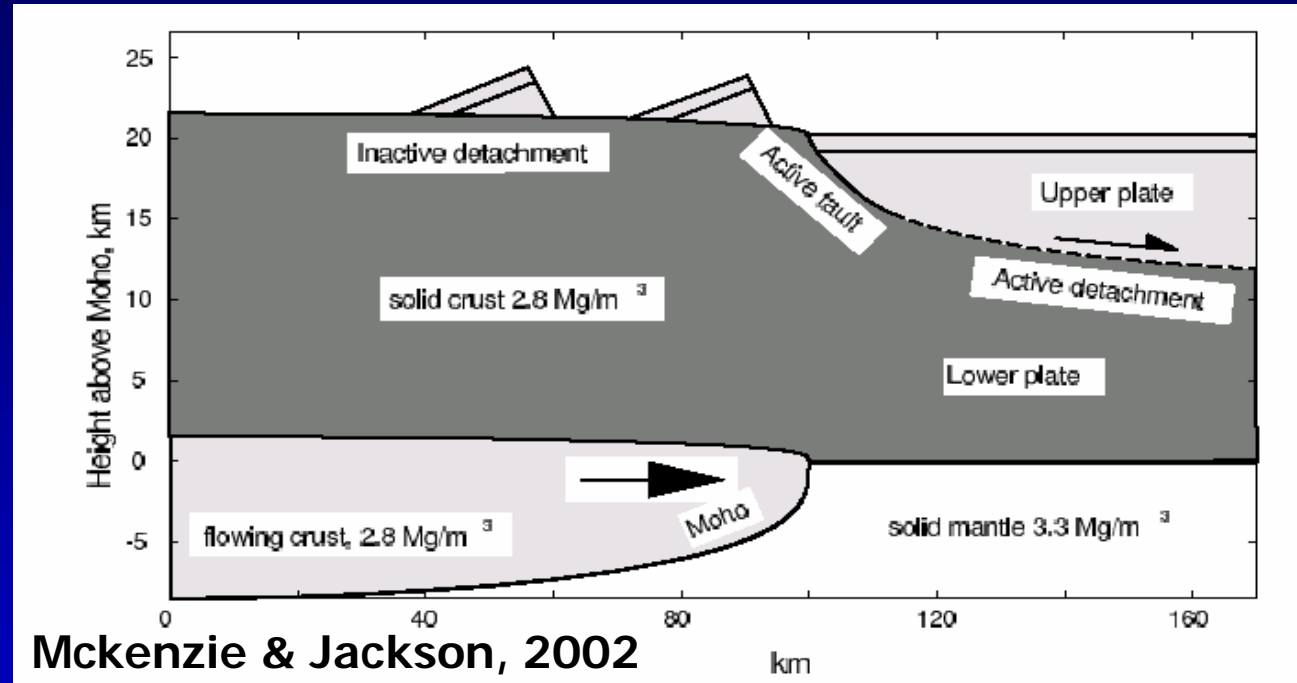 25
20
15
10
5
0
-5
Height above Moho, km
Inactive detachment
Active fault
Upper plate
Active detachment
solid crust 2.8 Mg/m 3
Lower plate
Moho
flowing crust, 2.8 Mg/m 3
solid mantle 3.3 Mg/m 3
0 40 80 120 160
Mckenzie & Jackson, 2002
km